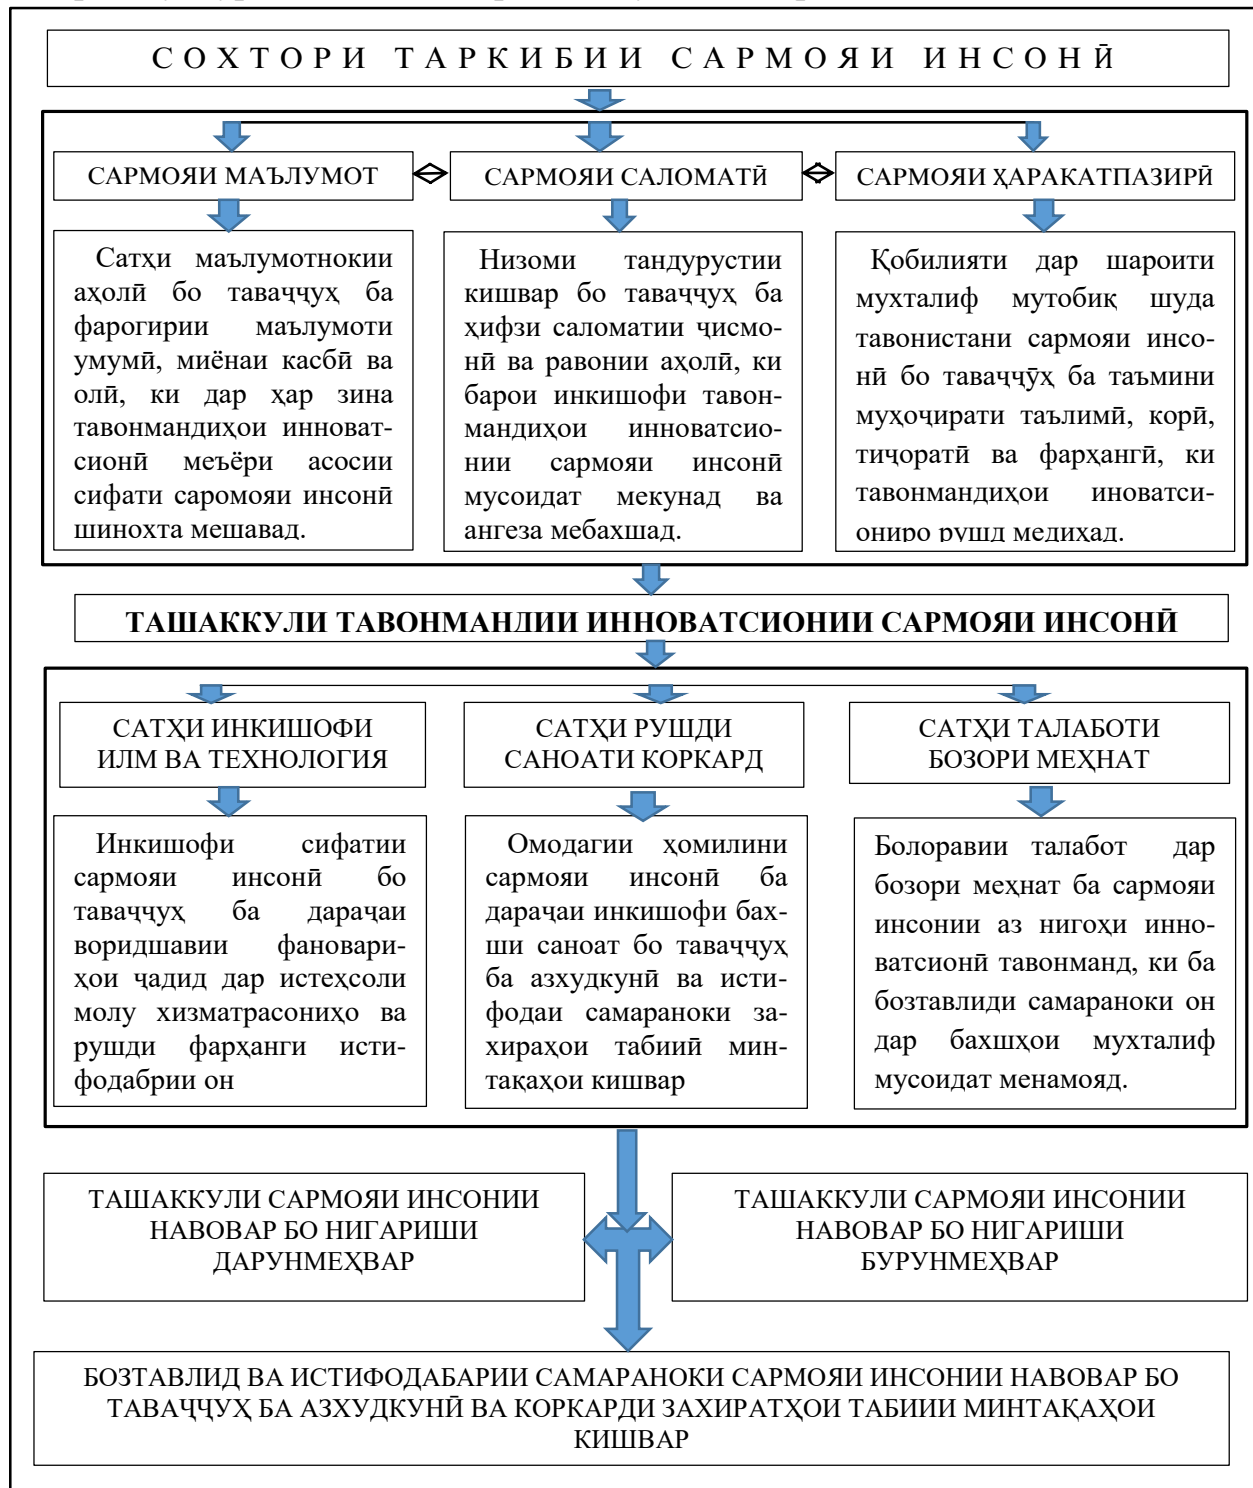 СОХТОРИ ТАРКИБИИ САРМОЯИ ИНСОНӢ
САРМОЯИ МАЪЛУМОТ
САРМОЯИ САЛОМАТӢ
САРМОЯИ ҲАРАКАТПАЗИРӢ
Сатҳи маълумотнокии
аҳолӣ бо таваҷҷуҳ ба
фарогирии маълумоти
умумӣ, миёнаи касбӣ ва
олӣ, ки дар ҳар зина
тавонмандиҳои инноват-
сионӣ меъёри асосии
сифати саромояи инсонӣ
шинохта мешавад.
Низоми тандурустии
кишвар бо таваҷҷуҳ ба
ҳифзи саломатии ҷисмо-
нӣ ва равонии аҳолӣ, ки
барои инкишофи тавон-
мандиҳои инноватсио-
нии сармояи инсонӣ
мусоидат мекунад ва
ангеза мебахшад.
Қобилияти дар шароити
мухталиф мутобиқ шуда
тавонистани сармояи инсо-
нӣ бо таваҷҷӯҳ ба таъмини
муҳоҷирати таълимӣ, корӣ,
тиҷоратӣ ва фарҳангӣ, ки
тавонмандиҳои иноватси-
ониро рушд медиҳад.
ТАШАККУЛИ ТАВОНМАНДИИ ИННОВАТСИОНИИ САРМОЯИ ИНСОНӢ
САТҲИ ИНКИШОФИ
ИЛМ ВА ТЕХНОЛОГИЯ
САТҲИ РУШДИ
САНОАТИ КОРКАРД
САТҲИ ТАЛАБОТИ
БОЗОРИ МЕҲНАТ
Инкишофи сифатии
сармояи инсонӣ бо
таваҷҷуҳ ба дараҷаи
воридшавии фановари-
ҳои ҷадид дар истеҳсоли
молу хизматрасониҳо ва
рушди фарҳанги исти-
фодабрии он
Омодагии ҳомилини
сармояи инсонӣ ба
дараҷаи инкишофи бах-
ши саноат бо таваҷҷуҳ
ба азхудкунӣ ва исти-
фодаи самараноки за-
хираҳои табиий мин-
тақаҳои кишвар
Болоравии талабот дар
бозори меҳнат ба сармояи
инсонии аз нигоҳи инно-
ватсионӣ тавонманд, ки ба
бозтавлиди самараноки он
дар бахшҳои мухталиф
мусоидат менамояд.
ТАШАККУЛИ САРМОЯИ ИНСОНИИ
НАВОВАР БО НИГАРИШИ
ДАРУНМЕҲВАР
ТАШАККУЛИ САРМОЯИ ИНСОНИИ
НАВОВАР БО НИГАРИШИ
БУРУНМЕҲВАР
БОЗТАВЛИД ВА ИСТИФОДАБАРИИ САМАРАНОКИ САРМОЯИ ИНСОНИИ НАВОВАР БО
ТАВАҶҶУҲ БА АЗХУДКУНӢ ВА КОРКАРДИ ЗАХИРАТҲОИ ТАБИИИ МИНТАҚАҲОИ
КИШВАР